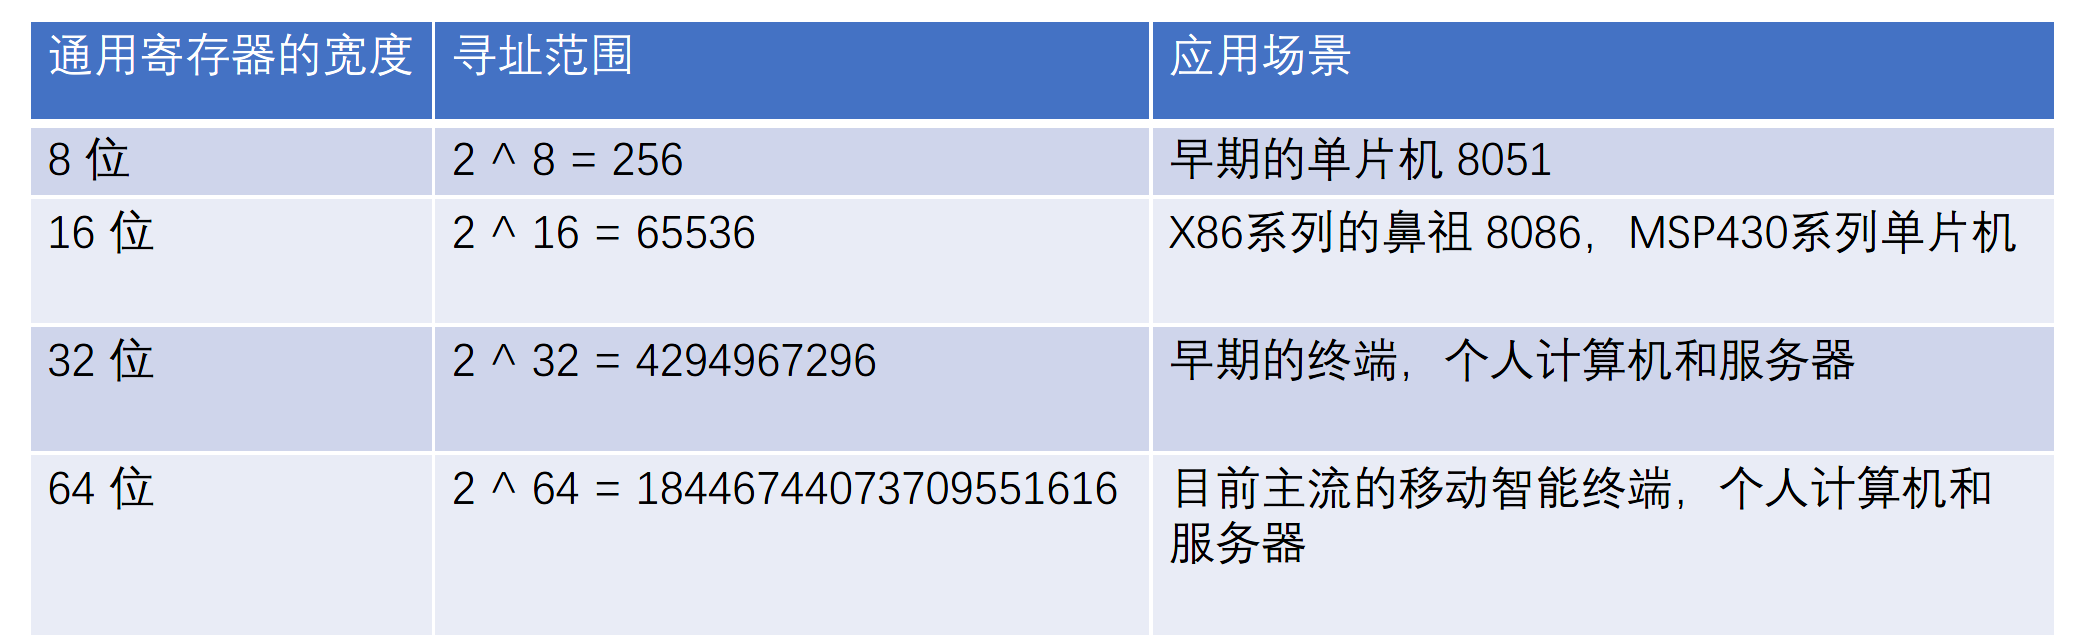 通用寄存器的宽度 寻址范围 应用场景
8 位 2 ^ 8 = 256 早期的单片机 8051
16 位 2 ^ 16 = 65536 X86系列的鼻祖 8086，MSP430系列单片机
32 位 2 ^ 32 = 4294967296 早期的终端，个人计算机和服务器
64 位 2 ^ 64 = 18446744073709551616 目前主流的移动智能终端，个人计算机和
服务器